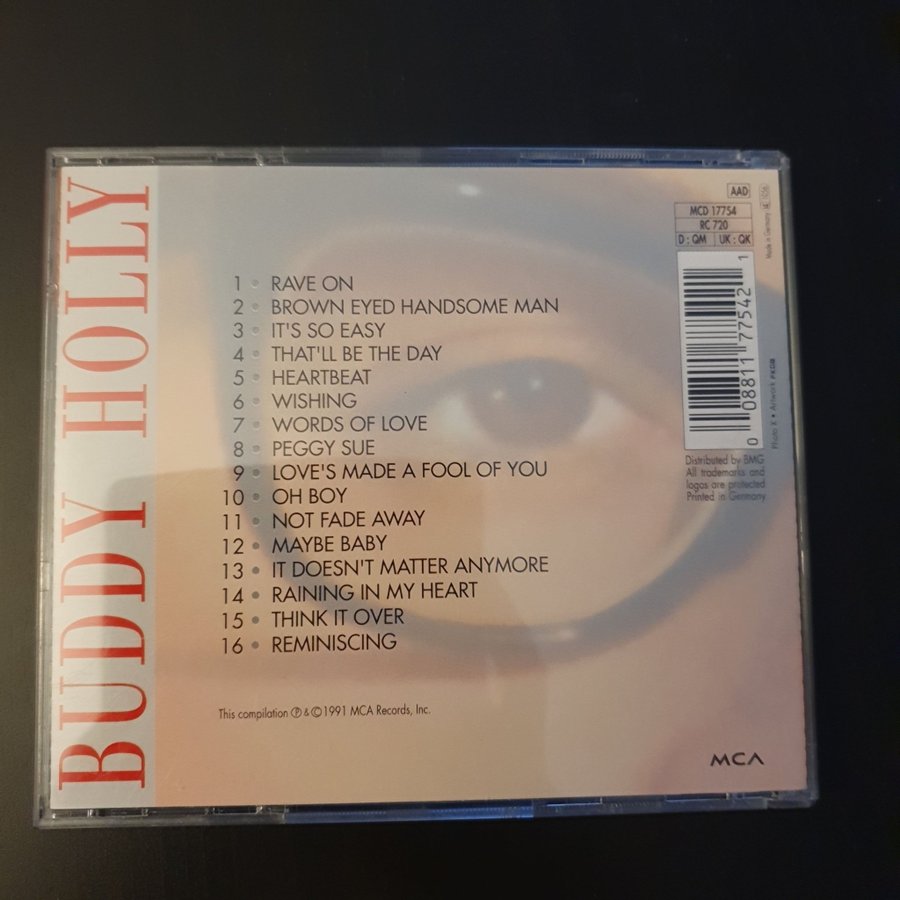 BUDDY HOLLY
1 • RAVE ON
2 • BROWN EYED HANDSOME MAN
3 • IT'S SO EASY
4 • THAT'LL BE THE DAY
5 • HEARTBEAT
6 • WISHING
7 • WORDS OF LOVE
8 • PEGGY SUE
9 • LOVE'S MADE A FOOL OF YOU
10 • OH BOY
11 • NOT FADE AWAY
12 • MAYBE BABY
13 • IT DOESN'T MATTER ANYMORE
14 • RAINING IN MY HEART
15 • THINK IT OVER
16 • REMINISCING
This compilation ℗ & © 1991 MCA Records, Inc.
AAD
MCD 17754
RC 720
D : QM UK : QK
Made in Germany
0 08811 77542 1
Artwork
Distributed by BMG
All trademarks and
logos are protected
Printed in Germany
MCA